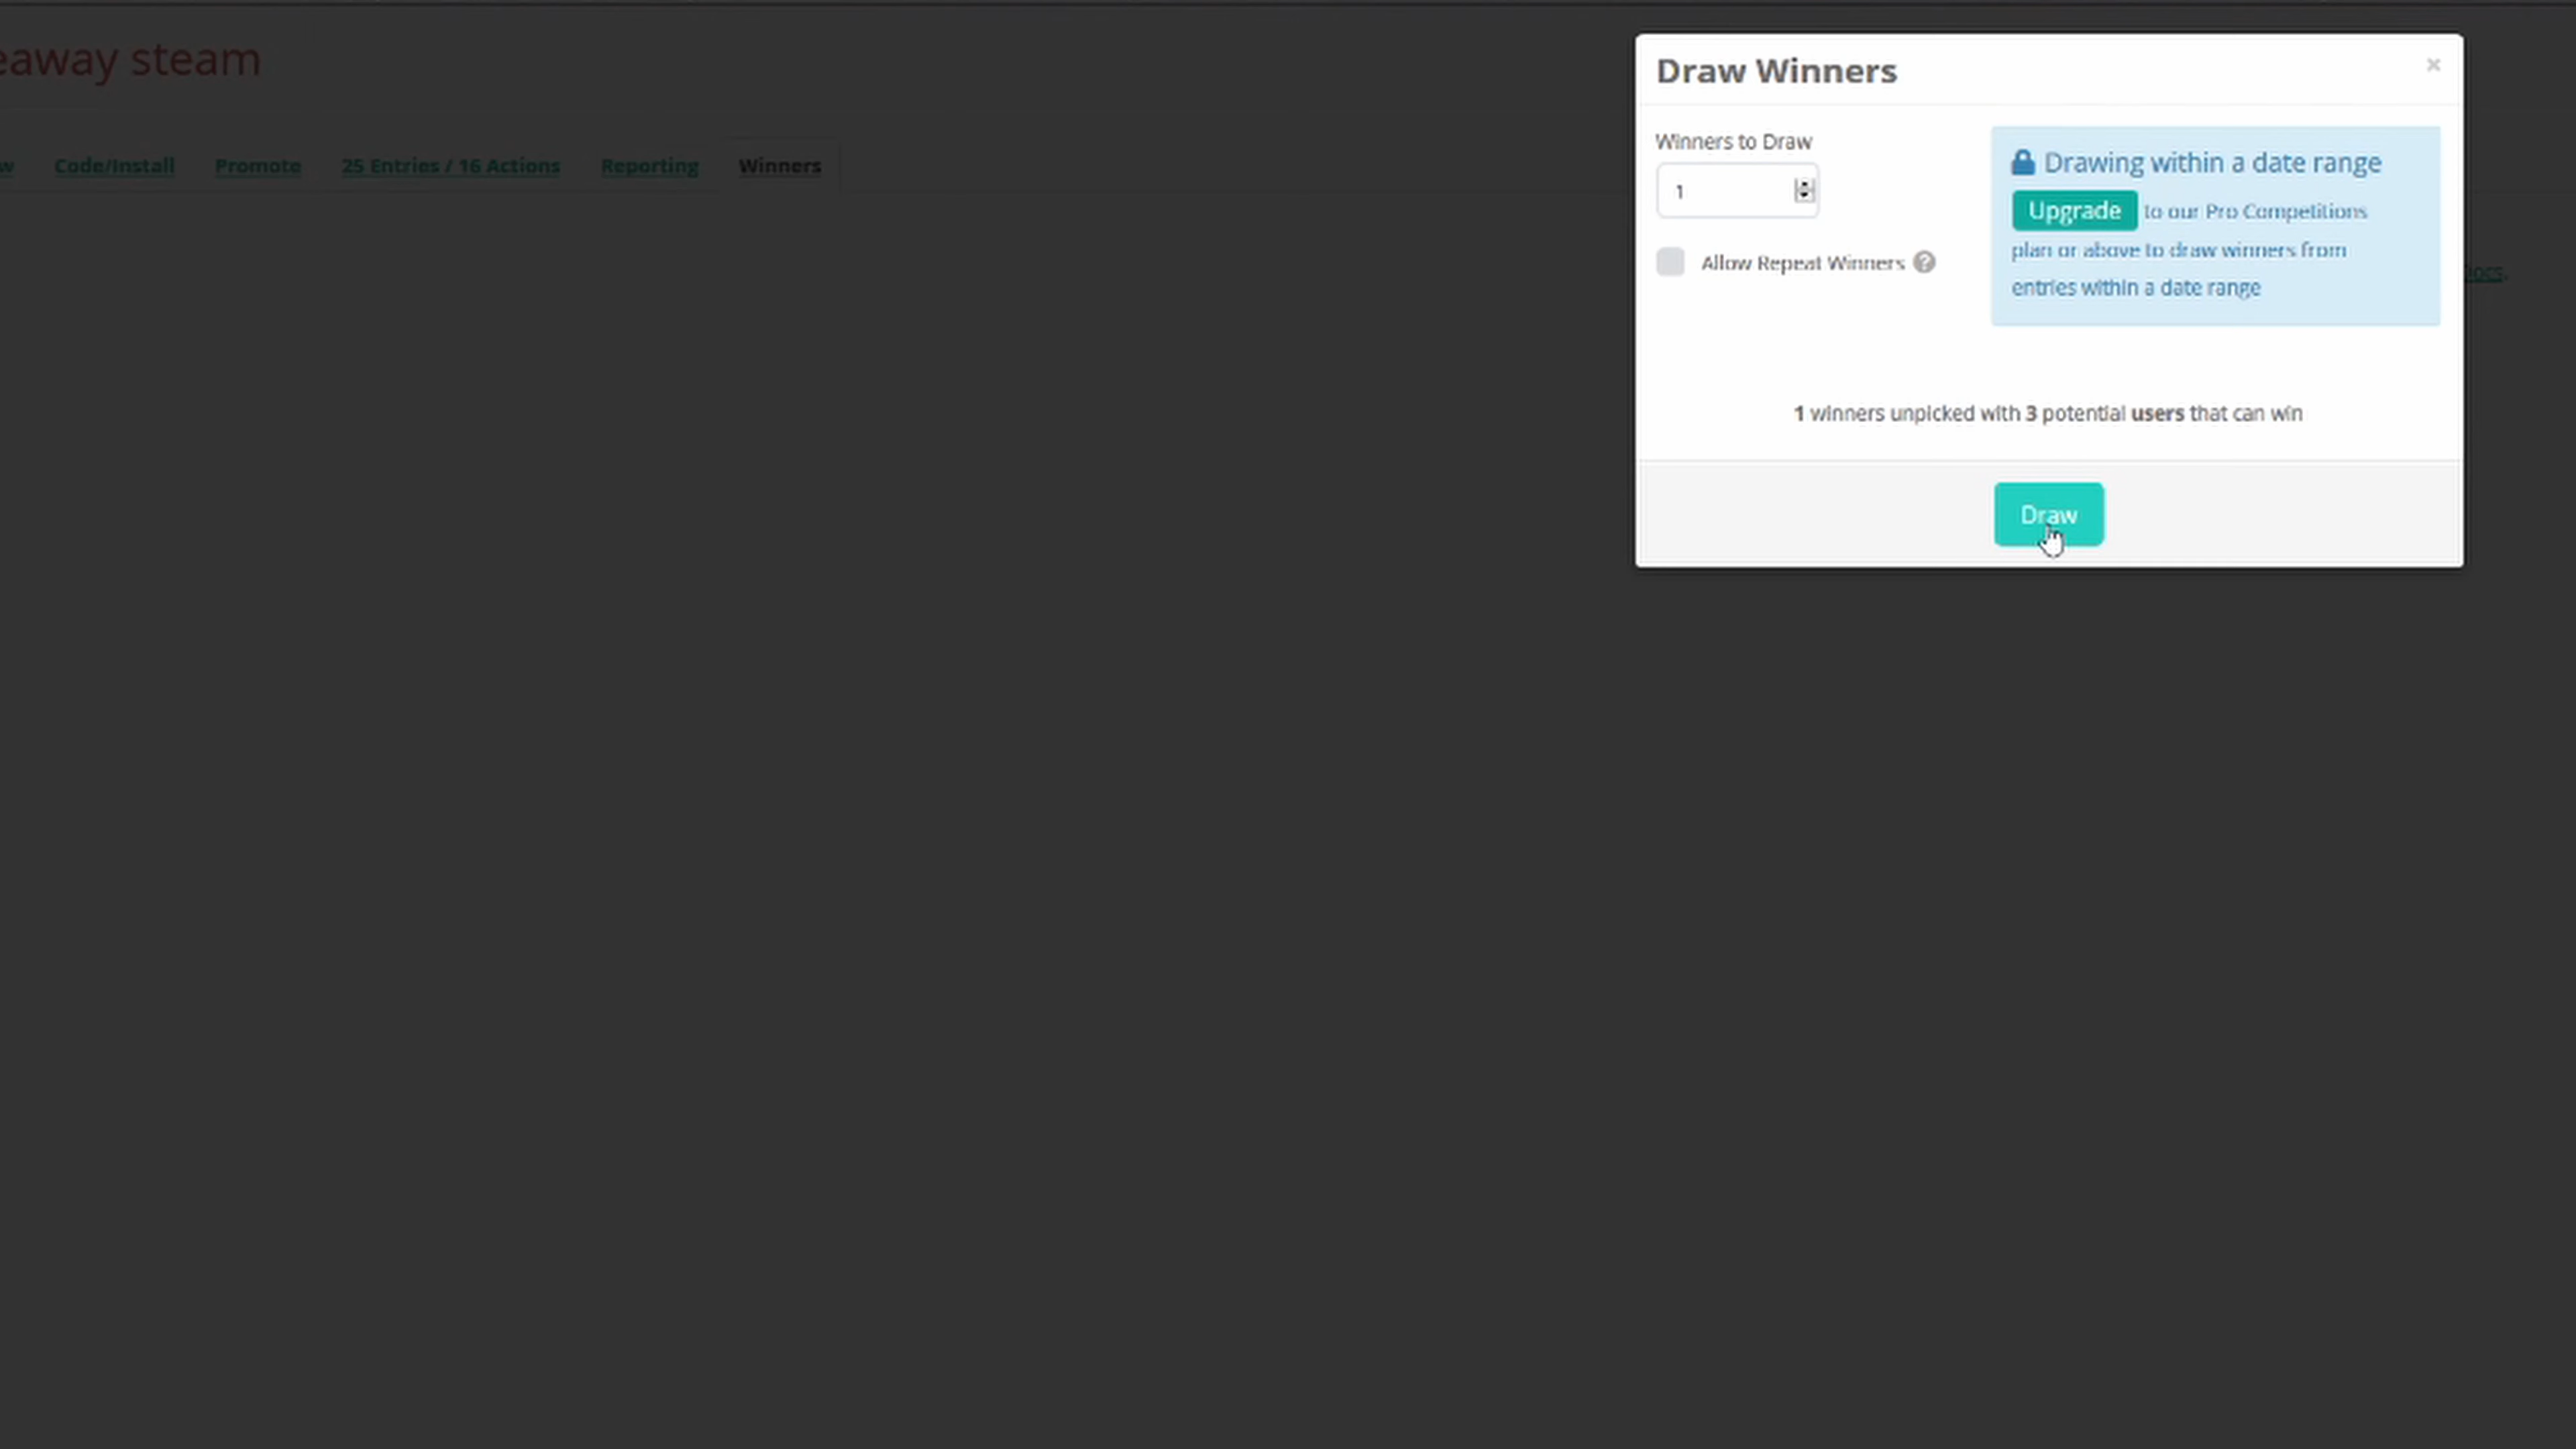 eaway steam
w Code/Install Promote 25 Entries / 16 Actions Reporting Winners
Draw Winners
×
Winners to Draw
1
Allow Repeat Winners ?
Drawing within a date range
Upgrade to our Pro Competitions
plan or above to draw winners from
entries within a date range
ocs.
1 winners unpicked with 3 potential users that can win
Draw